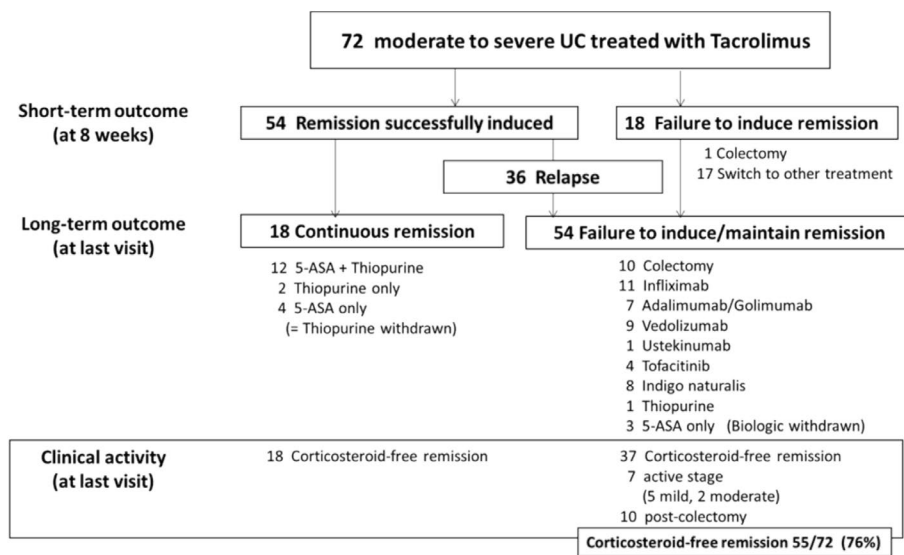 72 moderate to severe UC treated with Tacrolimus
Short-term outcome
(at 8 weeks)
54 Remission successfully induced
18 Failure to induce remission
1 Colectomy
17 Switch to other treatment
36 Relapse
Long-term outcome
(at last visit)
18 Continuous remission
54 Failure to induce/maintain remission
12 5-ASA + Thiopurine
2 Thiopurine only
4 5-ASA only
(= Thiopurine withdrawn)
10 Colectomy
11 Infliximab
7 Adalimumab/Golimumab
9 Vedolizumab
1 Ustekinumab
4 Tofacitinib
8 Indigo naturalis
1 Thiopurine
3 5-ASA only (Biologic withdrawn)
Clinical activity
(at last visit)
18 Corticosteroid-free remission
37 Corticosteroid-free remission
7 active stage
(5 mild, 2 moderate)
10 post-colectomy
Corticosteroid-free remission 55/72 (76%)